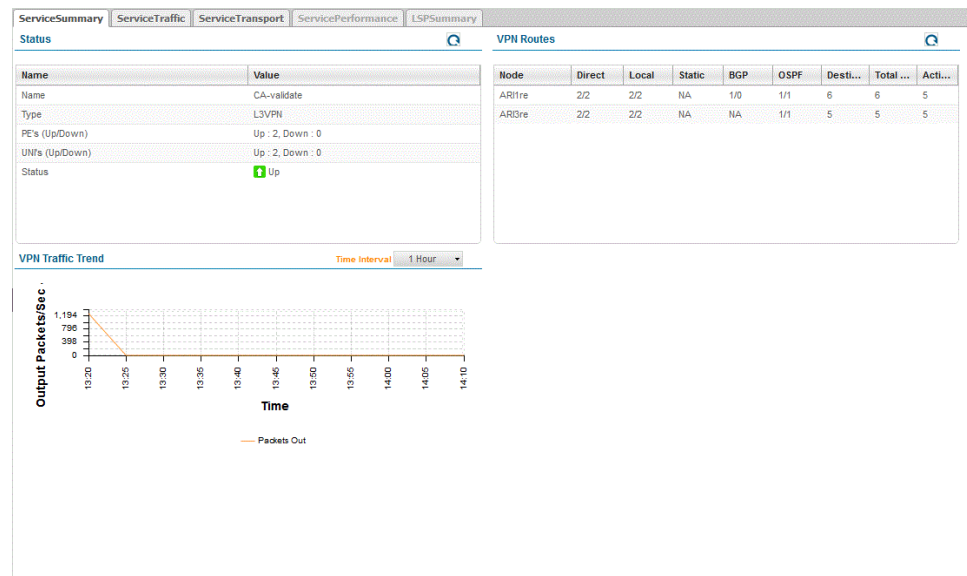 ServiceSummary ServiceTraffic ServiceTransport ServicePerformance LSPSummary
Status
Name Value
Name CA-validate
Type L3VPN
PE's (Up/Down) Up : 2, Down : 0
UNI's (Up/Down) Up : 2, Down : 0
Status Up
VPN Routes
Node Direct Local Static BGP OSPF Desti... Total ... Acti...
ARI1re 2/2 2/2 NA 1/0 1/1 6 6 5
ARI3re 2/2 2/2 NA NA 1/1 5 5 5
VPN Traffic Trend Time Interval 1 Hour
Output Packets/Sec
1,194
796
398
0
13:20 13:25 13:30 13:35 13:40 13:45 13:50 13:55 14:00 14:05 14:10
Time
Packets Out